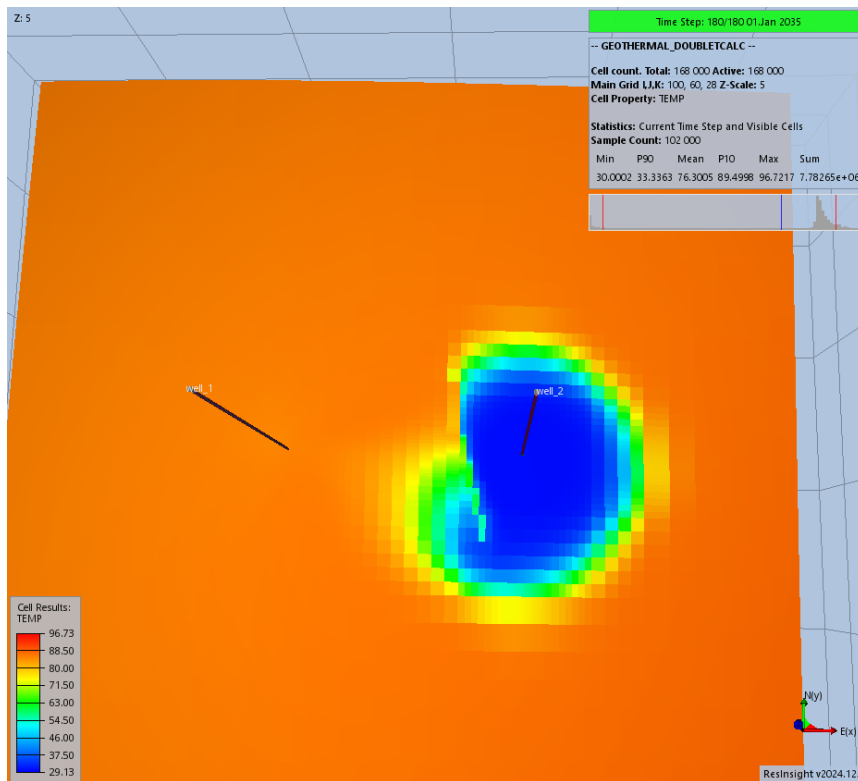 Z: 5
Time Step: 180/180 01.Jan 2035
-- GEOTHERMAL_DOUBLETCALC --
Cell count. Total: 168 000 Active: 168 000
Main Grid I,J,K: 100, 60, 28 Z-Scale: 5
Cell Property: TEMP
Statistics: Current Time Step and Visible Cells
Sample Count: 102 000
Min P90 Mean P10 Max Sum
30.0002 33.3363 76.3005 89.4998 96.7217 7.78265e+06
well_1
well_2
Cell Results:
TEMP
96.73
88.50
80.00
71.50
63.00
54.50
46.00
37.50
29.13
N(y)
E(x)
ResInsight v2024.12